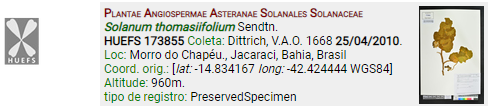 Plantae Angiospermae Asteranae Solanales Solanaceae
Solanum thomasiifolium Sendtn.
HUEFS 173855 Coleta: Dittrich, V.A.O. 1668 25/04/2010.
Loc: Morro do Chapéu., Jacaraci, Bahia, Brasil
Coord. orig.: [lat:-14.834167 long:-42.424444 WGS84]
Altitude: 960m.
tipo de registro: PreservedSpecimen
HUEFS